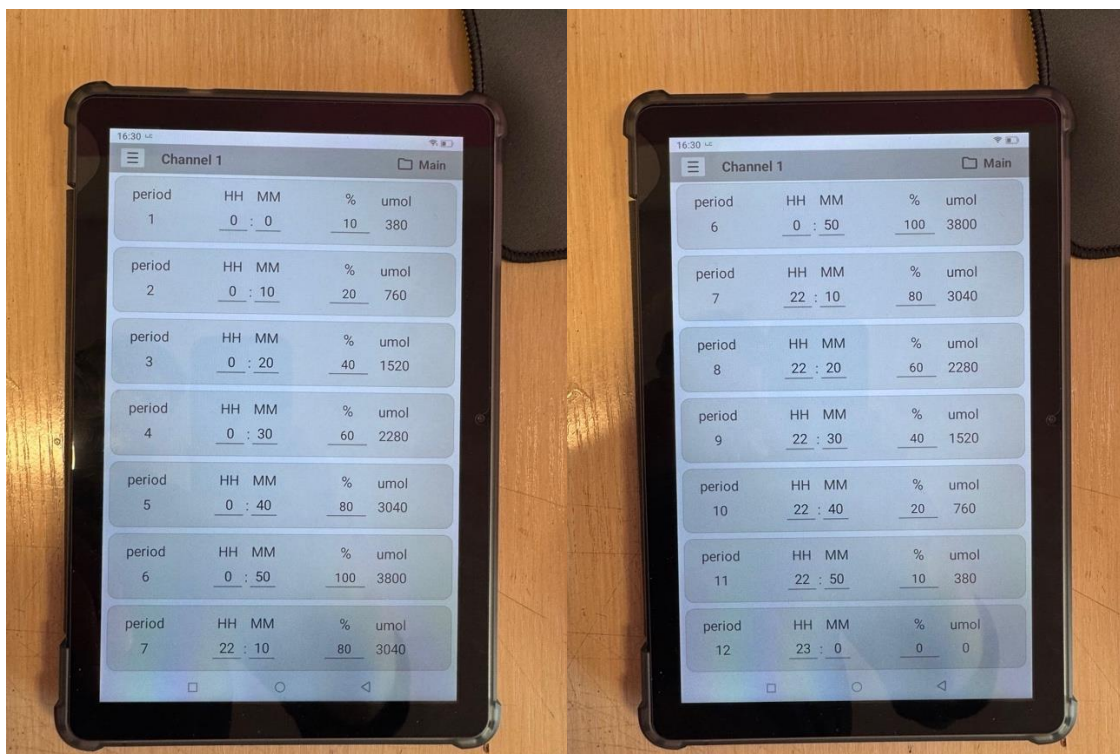 16:30
Channel 1
Main
period HH MM % umol
1 0 : 0 10 380
period HH MM % umol
2 0 : 10 20 760
period HH MM % umol
3 0 : 20 40 1520
period HH MM % umol
4 0 : 30 60 2280
period HH MM % umol
5 0 : 40 80 3040
period HH MM % umol
6 0 : 50 100 3800
period HH MM % umol
7 22 : 10 80 3040
16:30
Channel 1
Main
period HH MM % umol
6 0 : 50 100 3800
period HH MM % umol
7 22 : 10 80 3040
period HH MM % umol
8 22 : 20 60 2280
period HH MM % umol
9 22 : 30 40 1520
period HH MM % umol
10 22 : 40 20 760
period HH MM % umol
11 22 : 50 10 380
period HH MM % umol
12 23 : 0 0 0